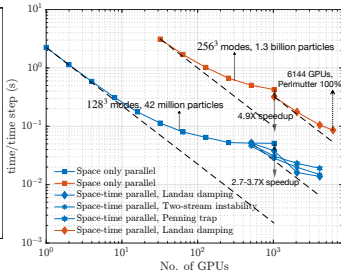 10¹
256³ modes, 1.3 billion particles
6144 GPUs,
Perlmutter 100%
10⁰
4.9X speedup
128³ modes, 42 million particles
time/time step (s)
10⁻¹
2.7-3.7X speedup
10⁻²
Space only parallel
Space only parallel
Space-time parallel, Landau damping
Space-time parallel, Two-stream instability
Space-time parallel, Penning trap
Space-time parallel, Landau damping
10⁻³
10⁰ 10¹ 10² 10³ 10⁴
No. of GPUs